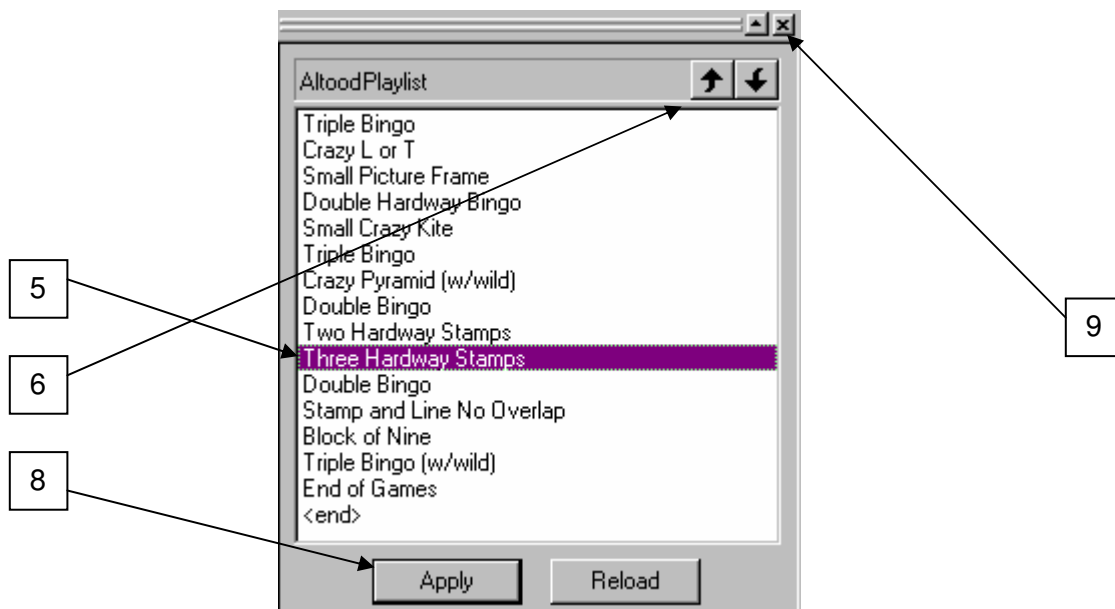 AltoodPlaylist
Triple Bingo
Crazy L or T
Small Picture Frame
Double Hardway Bingo
Small Crazy Kite
Triple Bingo
Crazy Pyramid (w/wild)
Double Bingo
Two Hardway Stamps
Three Hardway Stamps
Double Bingo
Stamp and Line No Overlap
Block of Nine
Triple Bingo (w/wild)
End of Games
<end>
Apply Reload
5
6
8
9